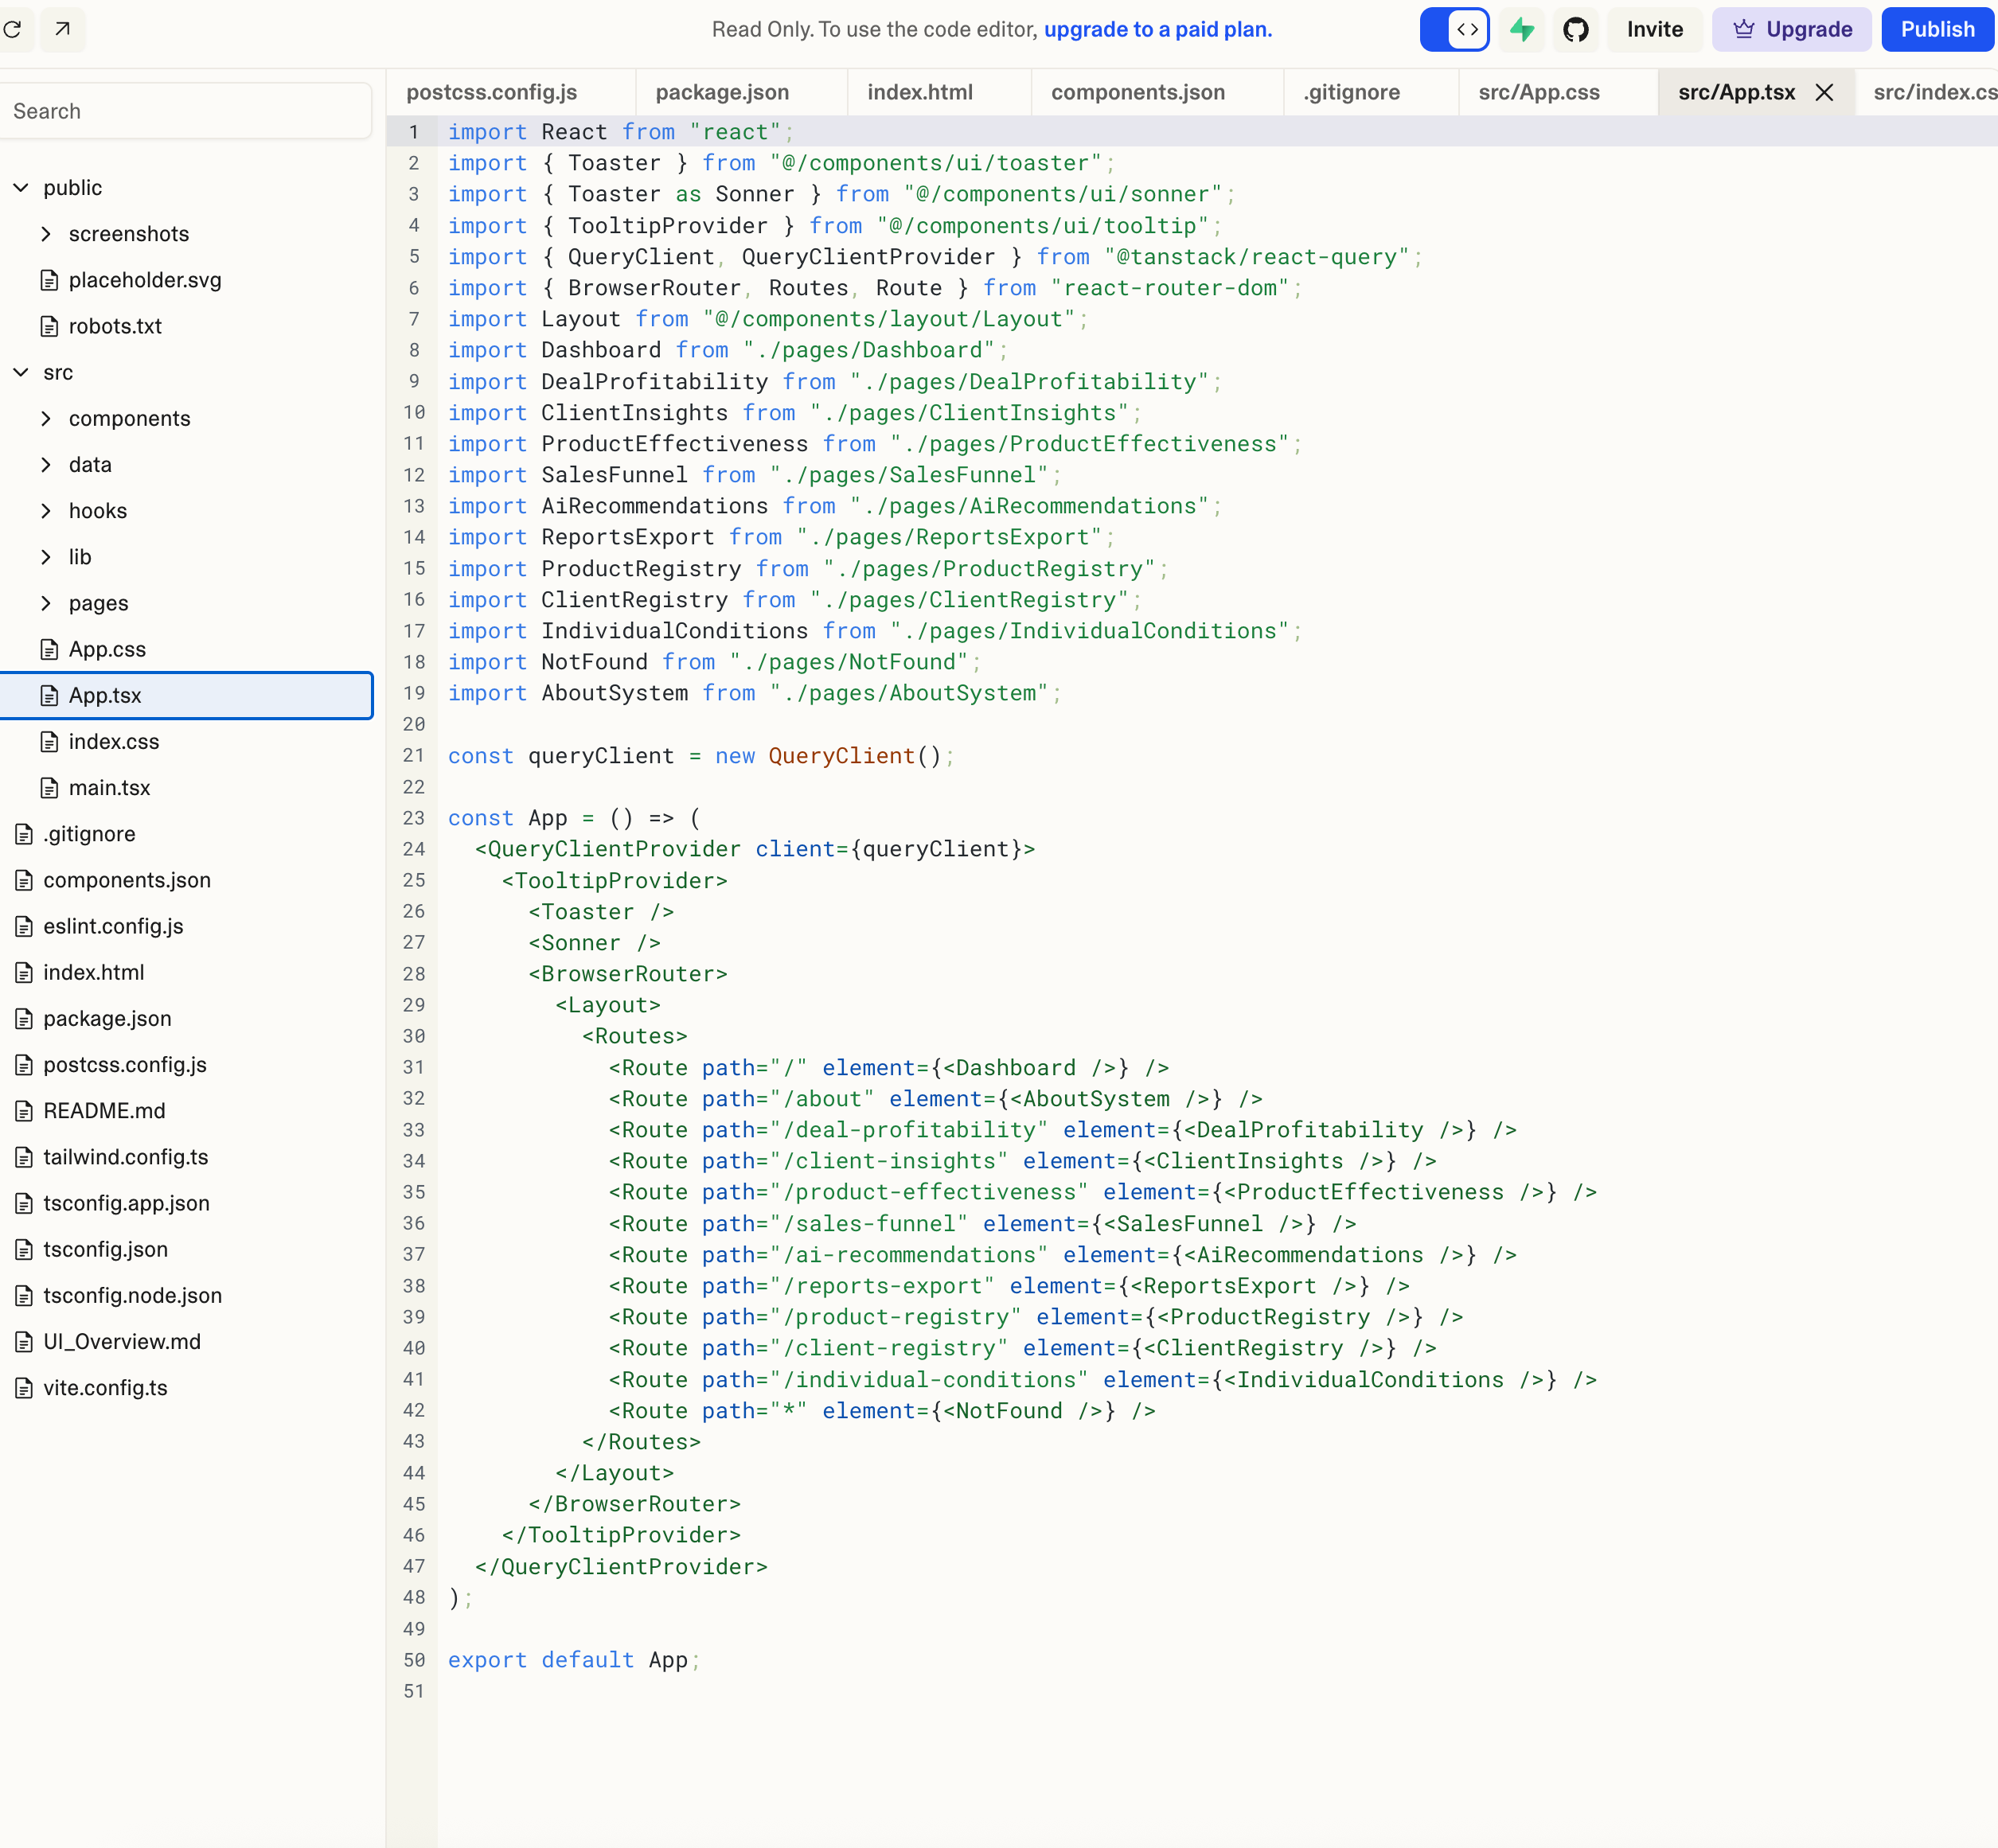 Read Only. To use the code editor, upgrade to a paid plan.
Invite
Upgrade
Publish
Search
public
screenshots
placeholder.svg
robots.txt
src
components
data
hooks
lib
pages
App.css
App.tsx
index.css
main.tsx
.gitignore
components.json
eslint.config.js
index.html
package.json
postcss.config.js
README.md
tailwind.config.ts
tsconfig.app.json
tsconfig.json
tsconfig.node.json
UI_Overview.md
vite.config.ts
postcss.config.js package.json index.html components.json .gitignore src/App.css src/App.tsx src/index.cs
1 import React from "react";
2 import { Toaster } from "@/components/ui/toaster";
3 import { Toaster as Sonner } from "@/components/ui/sonner";
4 import { TooltipProvider } from "@/components/ui/tooltip";
5 import { QueryClient, QueryClientProvider } from "@tanstack/react-query";
6 import { BrowserRouter, Routes, Route } from "react-router-dom";
7 import Layout from "@/components/layout/Layout";
8 import Dashboard from "./pages/Dashboard";
9 import DealProfitability from "./pages/DealProfitability";
10 import ClientInsights from "./pages/ClientInsights";
11 import ProductEffectiveness from "./pages/ProductEffectiveness";
12 import SalesFunnel from "./pages/SalesFunnel";
13 import AiRecommendations from "./pages/AiRecommendations";
14 import ReportsExport from "./pages/ReportsExport";
15 import ProductRegistry from "./pages/ProductRegistry";
16 import ClientRegistry from "./pages/ClientRegistry";
17 import IndividualConditions from "./pages/IndividualConditions";
18 import NotFound from "./pages/NotFound";
19 import AboutSystem from "./pages/AboutSystem";
20
21 const queryClient = new QueryClient();
22
23 const App = () => (
24   <QueryClientProvider client={queryClient}>
25     <TooltipProvider>
26       <Toaster />
27       <Sonner />
28       <BrowserRouter>
29         <Layout>
30           <Routes>
31             <Route path="/" element={<Dashboard />} />
32             <Route path="/about" element={<AboutSystem />} />
33             <Route path="/deal-profitability" element={<DealProfitability />} />
34             <Route path="/client-insights" element={<ClientInsights />} />
35             <Route path="/product-effectiveness" element={<ProductEffectiveness />} />
36             <Route path="/sales-funnel" element={<SalesFunnel />} />
37             <Route path="/ai-recommendations" element={<AiRecommendations />} />
38             <Route path="/reports-export" element={<ReportsExport />} />
39             <Route path="/product-registry" element={<ProductRegistry />} />
40             <Route path="/client-registry" element={<ClientRegistry />} />
41             <Route path="/individual-conditions" element={<IndividualConditions />} />
42             <Route path="*" element={<NotFound />} />
43           </Routes>
44         </Layout>
45       </BrowserRouter>
46     </TooltipProvider>
47   </QueryClientProvider>
48 );
49
50 export default App;
51